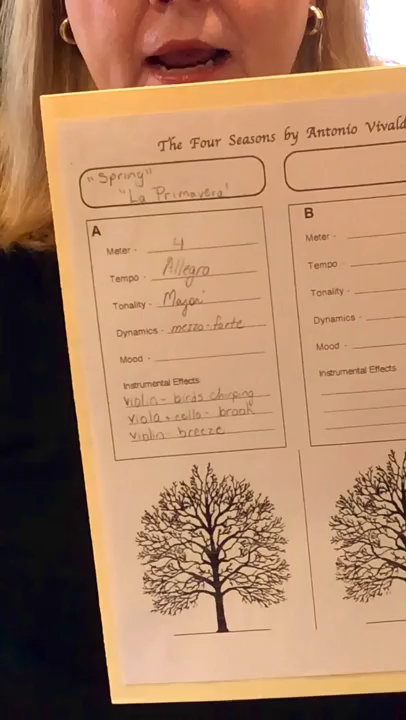 The Four Seasons by Antonio Vivald
"Spring"
"La Primavera"
A
Meter - 4
Tempo - Allegro
Tonality - Major
Dynamics - mezzo-forte
Mood -
Instrumental Effects
violin - birds chirping
viola + cello - brook
violin - breeze
B
Meter -
Tempo -
Tonality -
Dynamics -
Mood -
Instrumental Effects